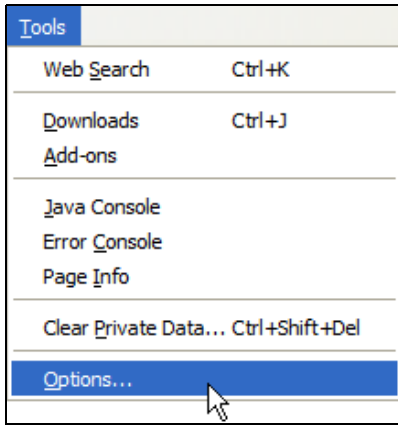 Tools
Web Search Ctrl+K
Downloads Ctrl+J
Add-ons
Java Console
Error Console
Page Info
Clear Private Data... Ctrl+Shift+Del
Options...